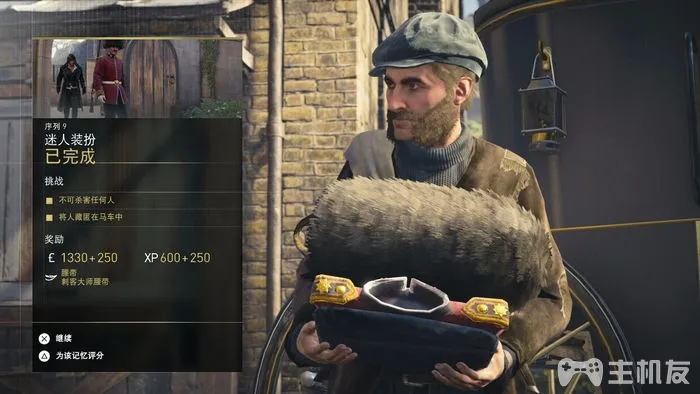 序列 9
迷人装扮
已完成
挑战
不可杀害任何人
将人藏匿在马车中
奖励
£ 1330+250 XP 600+250
腰带
刺客大师腰带
继续
为该记忆评分
主机友